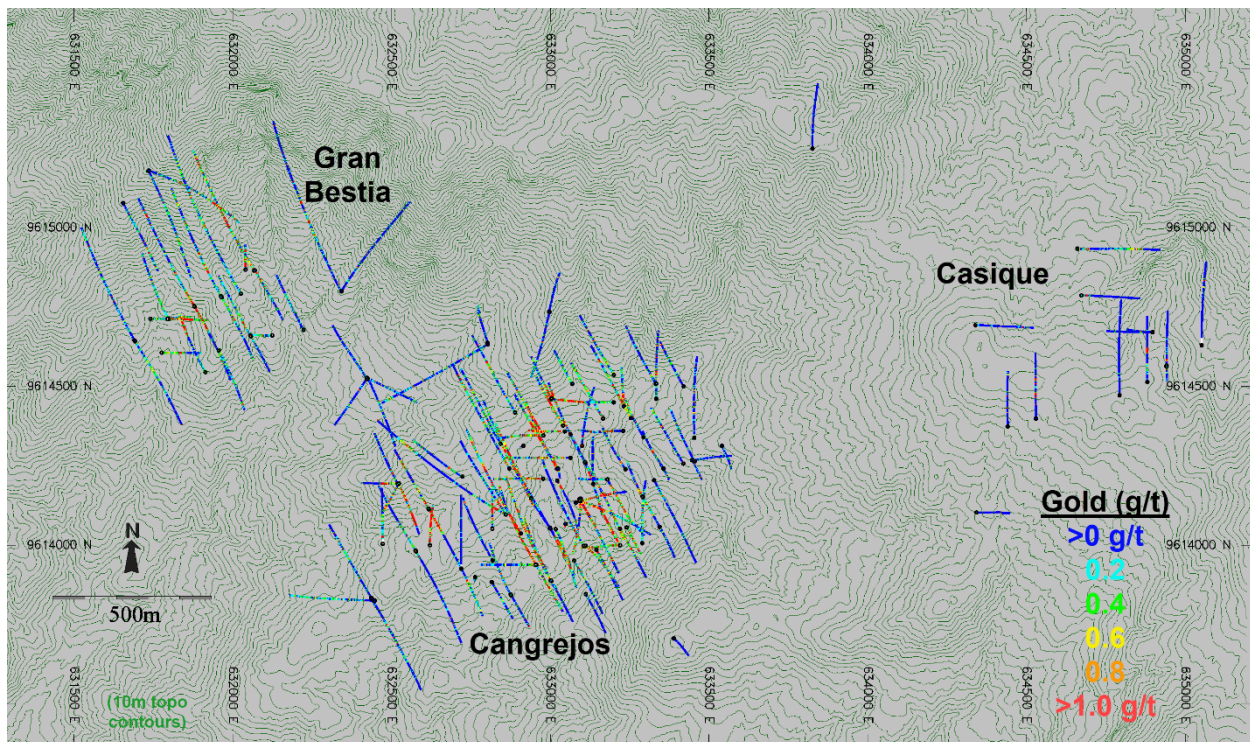 631500 E
632000 E
632500 E
633000 E
633500 E
634000 E
634500 E
635000 E
Gran
Bestia
9615000 N
9615000 N
Casique
9614500 N
9614500 N
Gold (g/t)
>0 g/t
0.2
0.4
0.6
0.8
>1.0 g/t
N
9614000 N
9614000 N
500m
Cangrejos
(10m topo
contours)
631500 E
632000 E
632500 E
633000 E
633500 E
634000 E
634500 E
635000 E